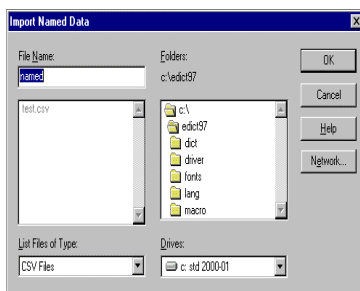 Import Named Data
File Name:
named
test.csv
List Files of Type:
CSV Files
Folders:
c:\edict97
c:\
edict97
dict
driver
fonts
lang
macro
Drives:
c: std 2000-01
OK
Cancel
Help
Network...